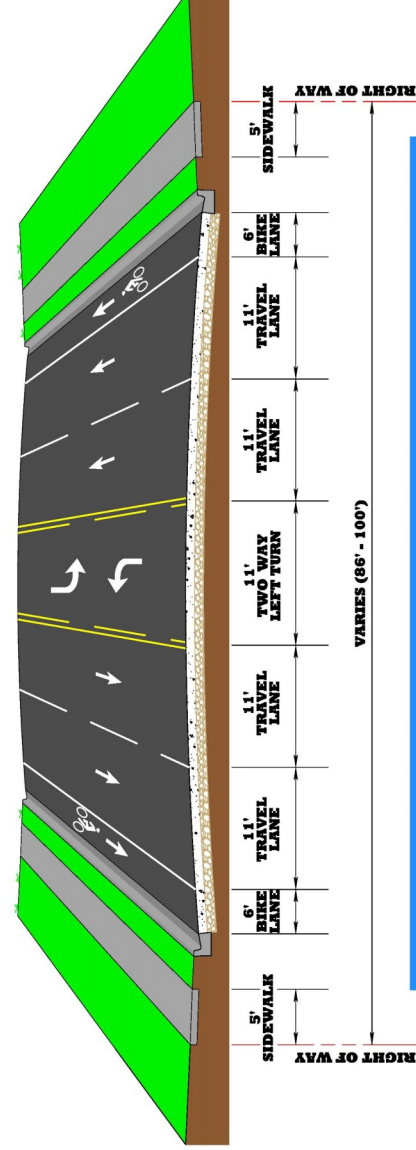 RIGHT OF WAY
5'
SIDEWALK
6'
BIKE
LANE
11'
TRAVEL
LANE
11'
TRAVEL
LANE
11'
TWO WAY
LEFT TURN
11'
TRAVEL
LANE
11'
TRAVEL
LANE
6'
BIKE
LANE
5'
SIDEWALK
RIGHT OF WAY
VARIES (86' - 100')